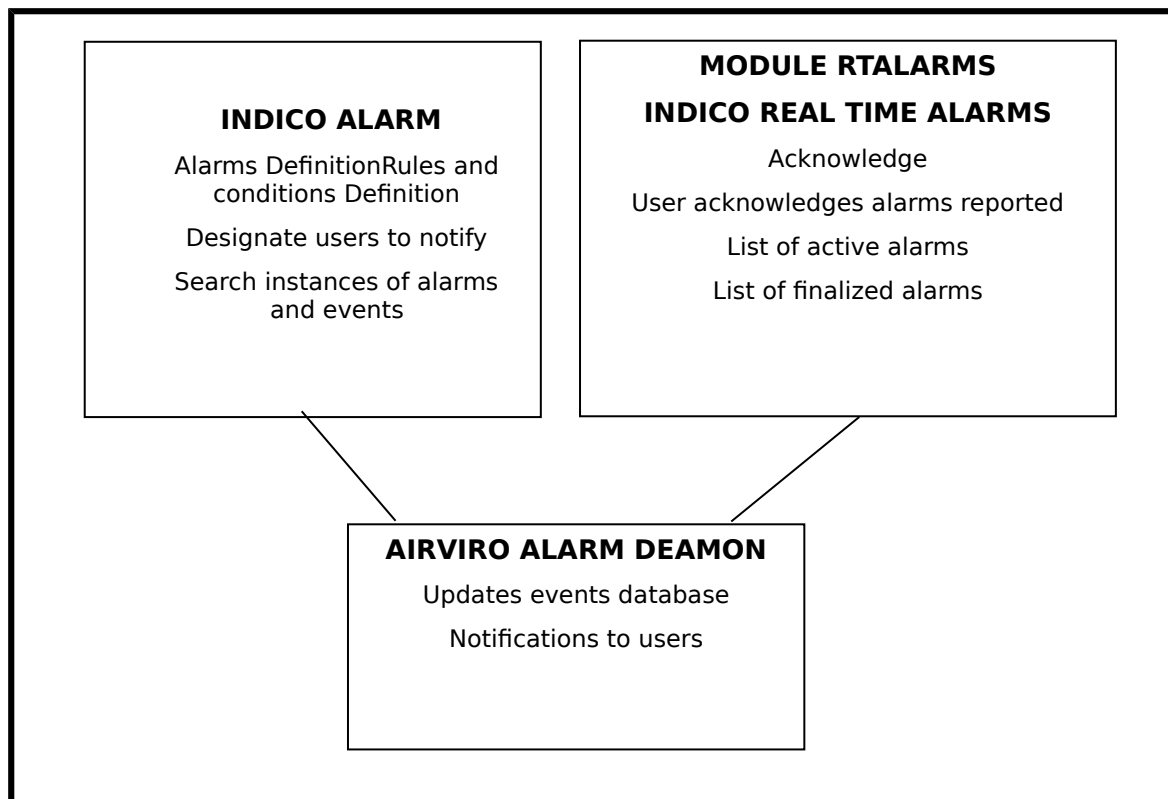 INDICO ALARM
Alarms DefinitionRules and
conditions Definition
Designate users to notify
Search instances of alarms
and events
MODULE RTALARMS
INDICO REAL TIME ALARMS
Acknowledge
User acknowledges alarms reported
List of active alarms
List of finalized alarms
AIRVIRO ALARM DEAMON
Updates events database
Notifications to users